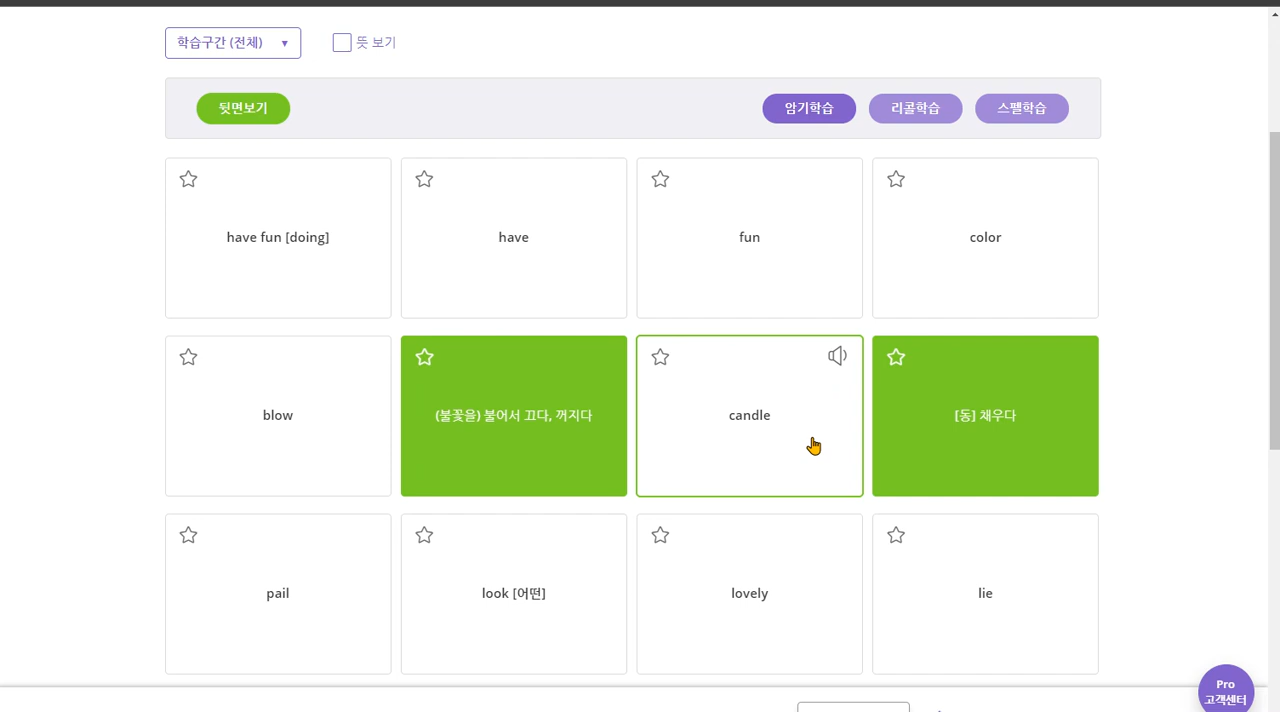 학습구간 (전체) ▼
뜻 보기
뒷면보기
암기학습
리콜학습
스펠학습
have fun [doing]
have
fun
color
blow
(불꽃을) 불어서 끄다, 꺼지다
candle
[동] 채우다
pail
look [어떤]
lovely
lie
Pro
고객센터